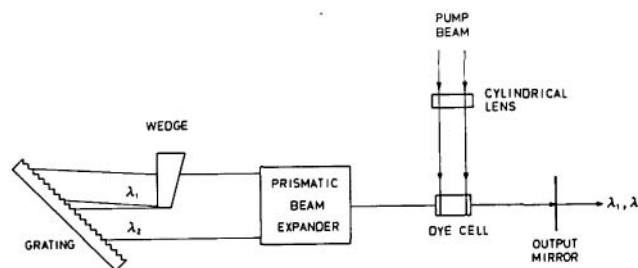 PUMP
BEAM
CYLINDRICAL
LENS
WEDGE
λ₁
λ₂
GRATING
PRISMATIC
BEAM
EXPANDER
DYE CELL
OUTPUT
MIRROR
λ₁, λ